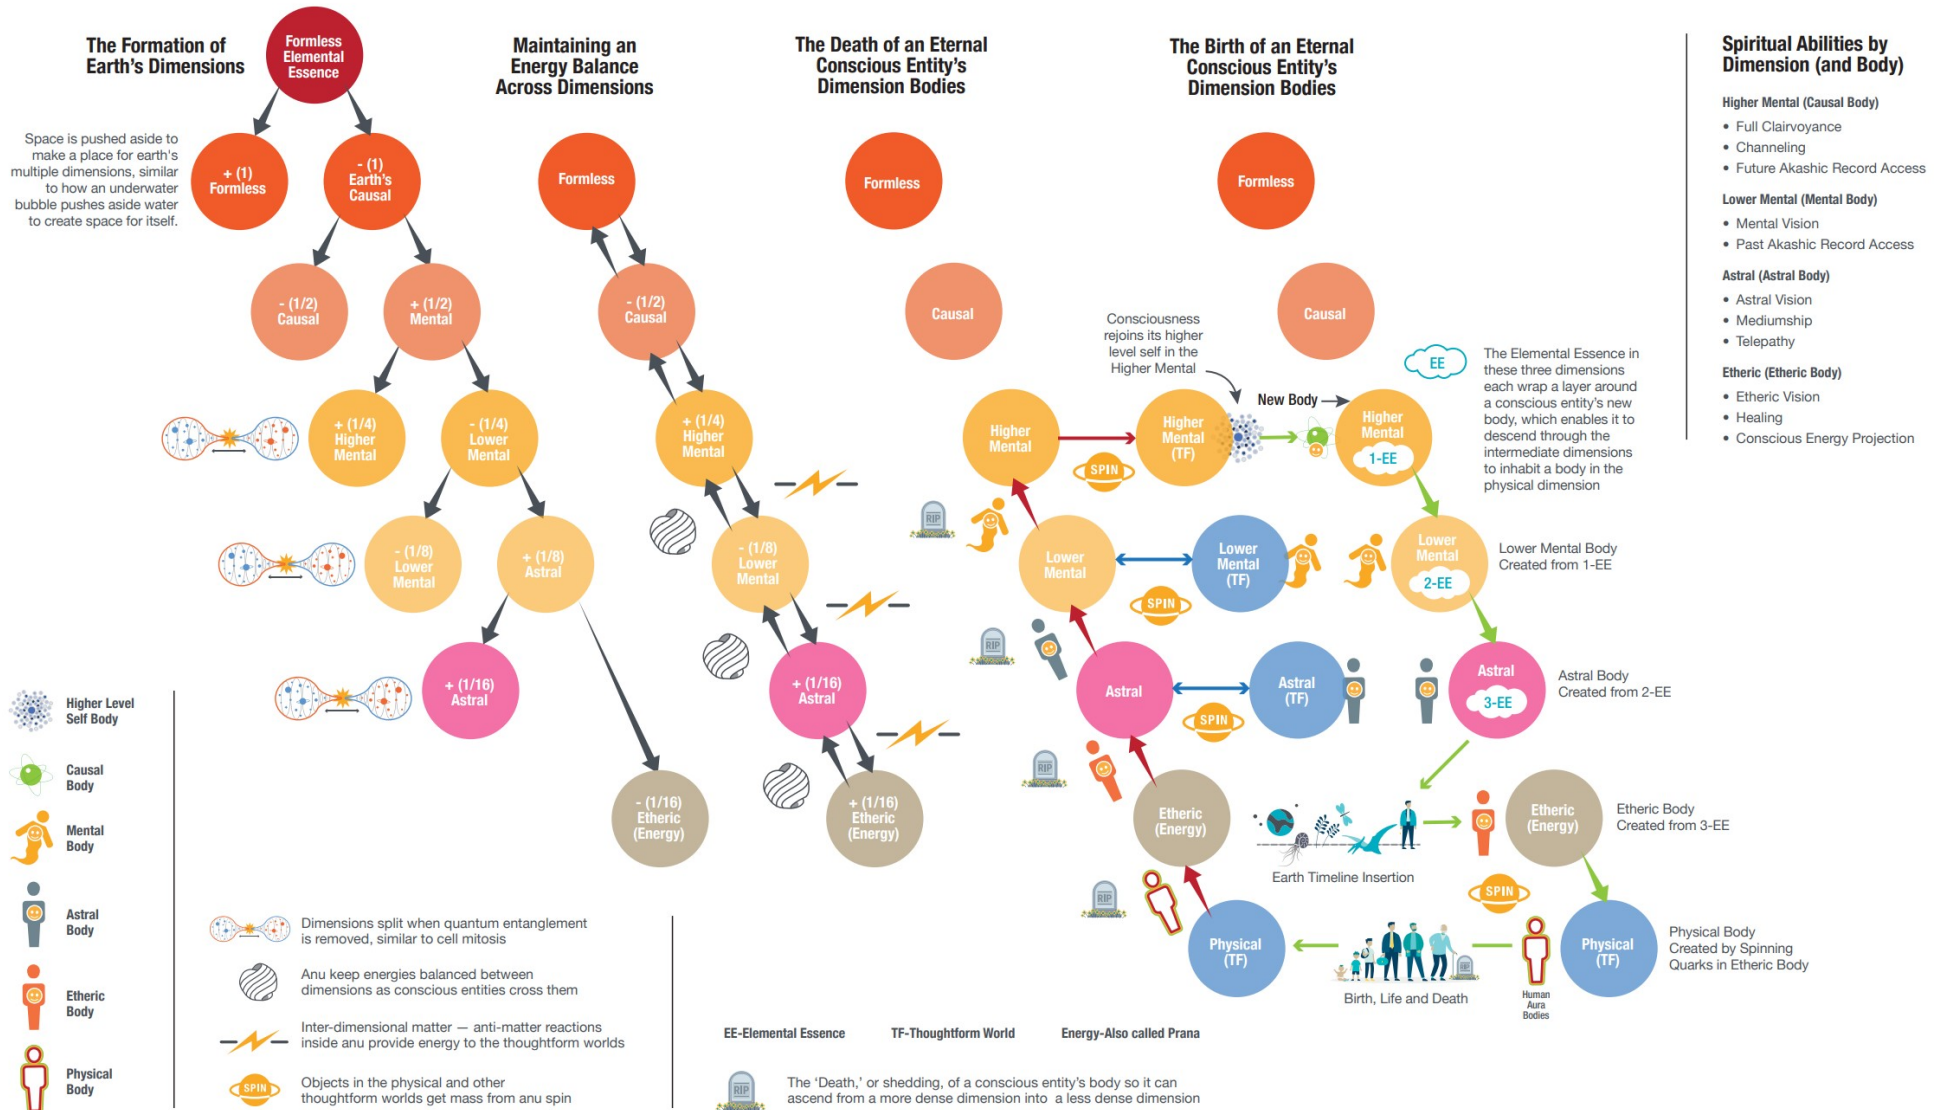 The Formation of
Earth's Dimensions
Formless
Elemental
Essence
Space is pushed aside to
make a place for earth's
multiple dimensions, similar
to how an underwater
bubble pushes aside water
to create space for itself.
+ (1)
Formless
- (1)
Earth's
Causal
- (1/2)
Causal
+ (1/2)
Mental
+ (1/4)
Higher
Mental
- (1/4)
Lower
Mental
- (1/8)
Lower
Mental
+ (1/8)
Astral
+ (1/16)
Astral
- (1/16)
Etheric
(Energy)
Maintaining an
Energy Balance
Across Dimensions
Formless
- (1/2)
Causal
+ (1/4)
Higher
Mental
- (1/8)
Lower
Mental
+ (1/16)
Astral
+ (1/16)
Etheric
(Energy)
The Death of an Eternal
Conscious Entity's
Dimension Bodies
Formless
Causal
Higher
Mental
RIP
Lower
Mental
RIP
Astral
RIP
Etheric
(Energy)
RIP
Physical
(TF)
SPIN
Higher
Mental
(TF)
SPIN
Lower
Mental
(TF)
SPIN
Astral
(TF)
The Birth of an Eternal
Conscious Entity's
Dimension Bodies
Formless
Causal
Consciousness
rejoins its higher
level self in the
Higher Mental
New Body
EE
The Elemental Essence in
these three dimensions
each wrap a layer around
a conscious entity's new
body, which enables it to
descend through the
intermediate dimensions
to inhabit a body in the
physical dimension
Higher
Mental
1-EE
Lower
Mental
2-EE
Lower Mental Body
Created from 1-EE
Astral
3-EE
Astral Body
Created from 2-EE
Earth Timeline Insertion
Etheric
(Energy)
Etheric Body
Created from 3-EE
SPIN
RIP
Birth, Life and Death
Human
Aura
Bodies
Physical
(TF)
Physical Body
Created by Spinning
Quarks in Etheric Body
Spiritual Abilities by
Dimension (and Body)
Higher Mental (Causal Body)
• Full Clairvoyance
• Channeling
• Future Akashic Record Access
Lower Mental (Mental Body)
• Mental Vision
• Past Akashic Record Access
Astral (Astral Body)
• Astral Vision
• Mediumship
• Telepathy
Etheric (Etheric Body)
• Etheric Vision
• Healing
• Conscious Energy Projection
Higher Level
Self Body
Causal
Body
Mental
Body
Astral
Body
Etheric
Body
Physical
Body
Dimensions split when quantum entanglement
is removed, similar to cell mitosis
Anu keep energies balanced between
dimensions as conscious entities cross them
Inter-dimensional matter — anti-matter reactions
inside anu provide energy to the thoughtform worlds
SPIN
Objects in the physical and other
thoughtform worlds get mass from anu spin
EE-Elemental Essence
TF-Thoughtform World
Energy-Also called Prana
RIP
The 'Death,' or shedding, of a conscious entity's body so it can
ascend from a more dense dimension into a less dense dimension